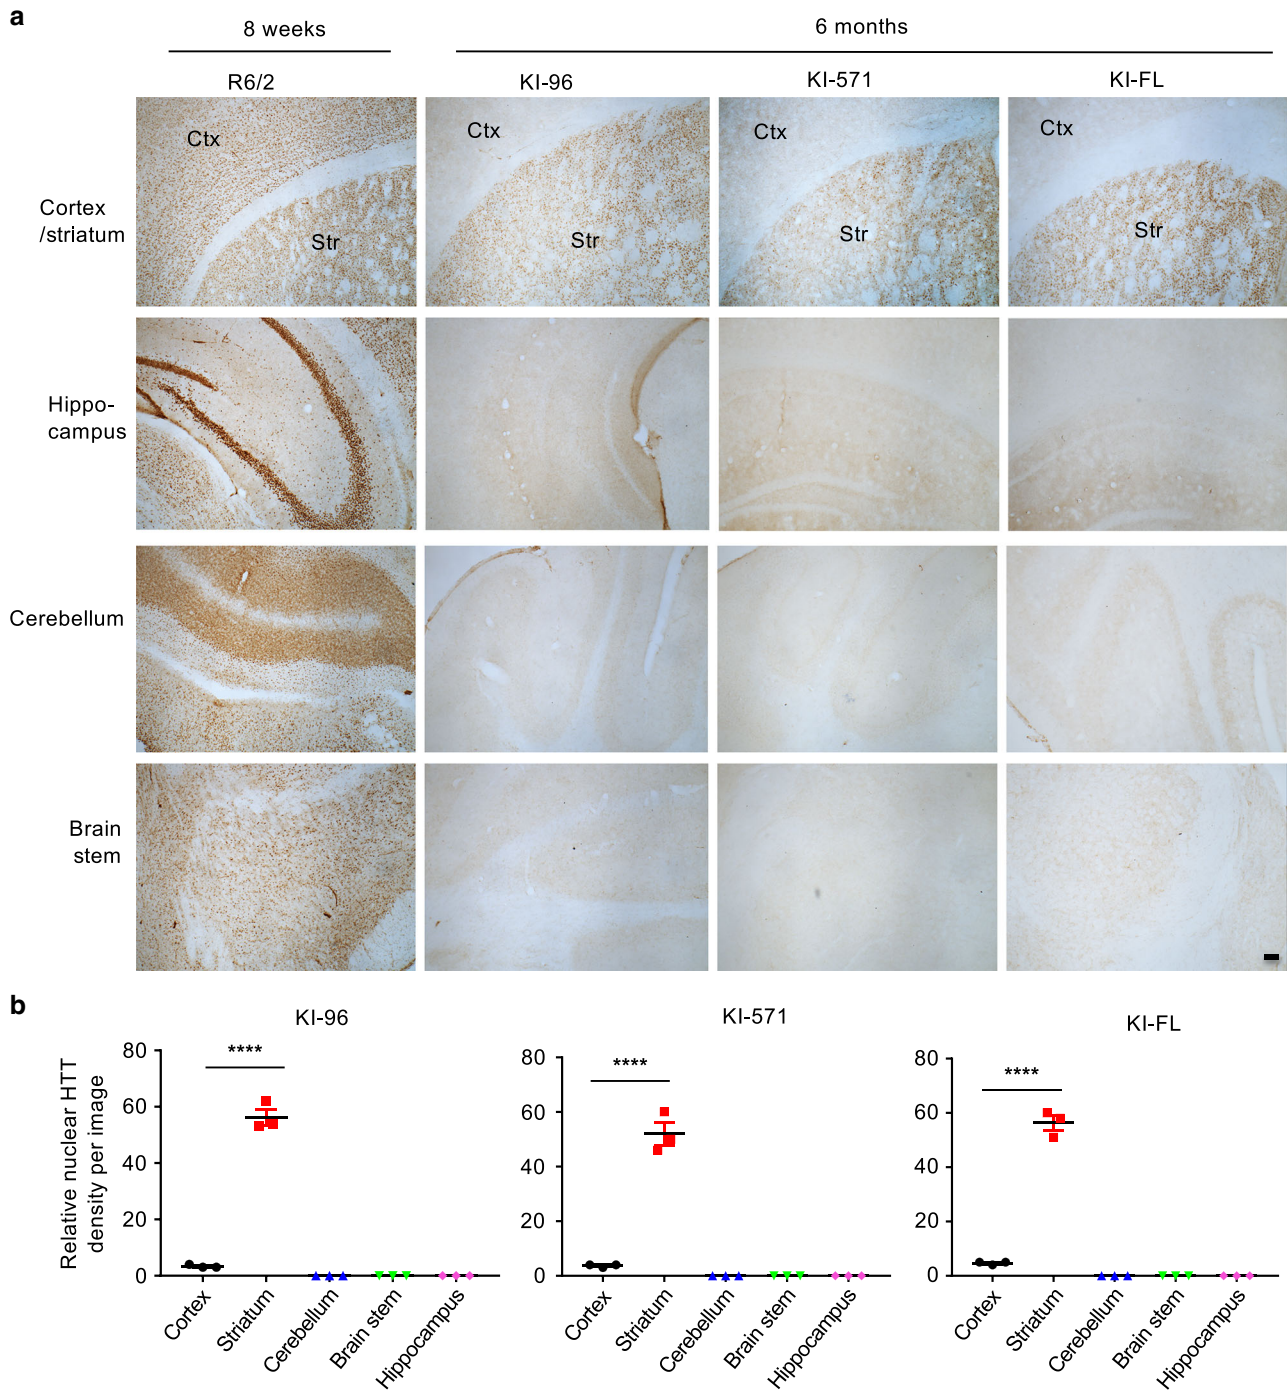 a
8 weeks
6 months
R6/2
KI-96
KI-571
KI-FL
Cortex
/striatum
Ctx
Str
Ctx
Str
Ctx
Str
Ctx
Str
Hippo-
campus
Cerebellum
Brain
stem
b
KI-96
KI-571
KI-FL
Relative nuclear HTT
density per image
80
60
40
20
0
****
Cortex
Striatum
Cerebellum
Brain stem
Hippocampus
80
60
40
20
0
****
Cortex
Striatum
Cerebellum
Brain stem
Hippocampus
80
60
40
20
0
****
Cortex
Striatum
Cerebellum
Brain stem
Hippocampus